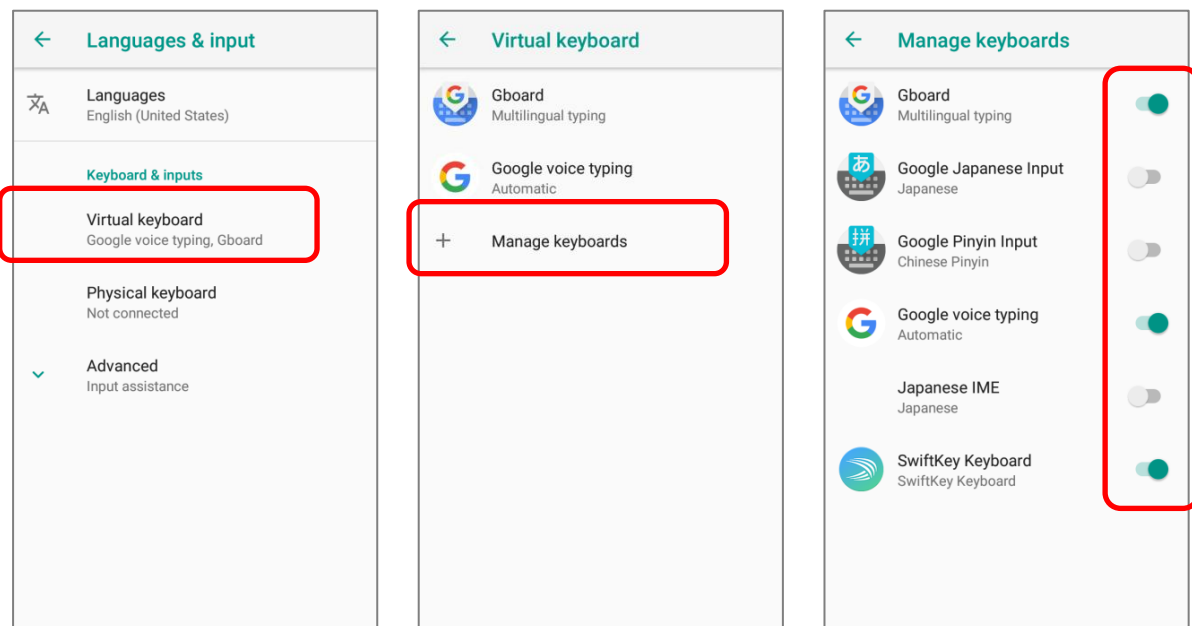 Languages & input
Languages
English (United States)
Keyboard & inputs
Virtual keyboard
Google voice typing, Gboard
Physical keyboard
Not connected
Advanced
Input assistance
Virtual keyboard
Gboard
Multilingual typing
Google voice typing
Automatic
Manage keyboards
Manage keyboards
Gboard
Multilingual typing
あ
Google Japanese Input
Japanese
拼
Google Pinyin Input
Chinese Pinyin
Google voice typing
Automatic
Japanese IME
Japanese
SwiftKey Keyboard
SwiftKey Keyboard